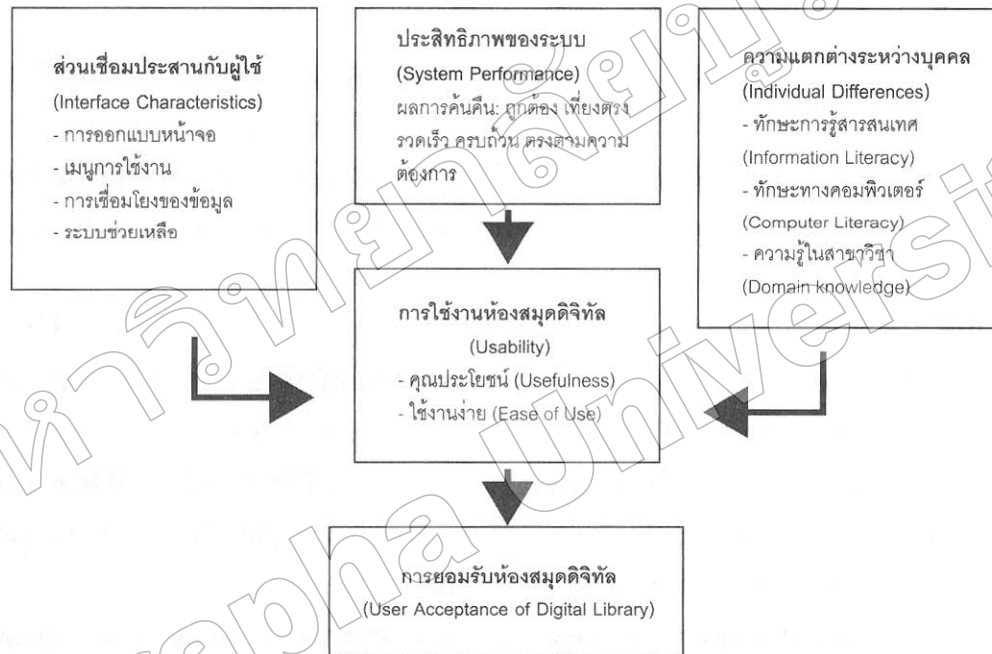 ส่วนเชื่อมประสานกับผู้ใช้
(Interface Characteristics)
- การออกแบบหน้าจอ
- เมนูการใช้งาน
- การเชื่อมโยงของข้อมูล
- ระบบช่วยเหลือ
ประสิทธิภาพของระบบ
(System Performance)
ผลการค้นคืน: ถูกต้อง เที่ยงตรง
รวดเร็ว ครบถ้วน ตรงตามความ
ต้องการ
ความแตกต่างระหว่างบุคคล
(Individual Differences)
- ทักษะการรู้สารสนเทศ
(Information Literacy)
- ทักษะทางคอมพิวเตอร์
(Computer Literacy)
- ความรู้ในสาขาวิชา
(Domain knowledge)
การใช้งานห้องสมุดดิจิทัล
(Usability)
- คุณประโยชน์ (Usefulness)
- ใช้งานง่าย (Ease of Use)
การยอมรับห้องสมุดดิจิทัล
(User Acceptance of Digital Library)